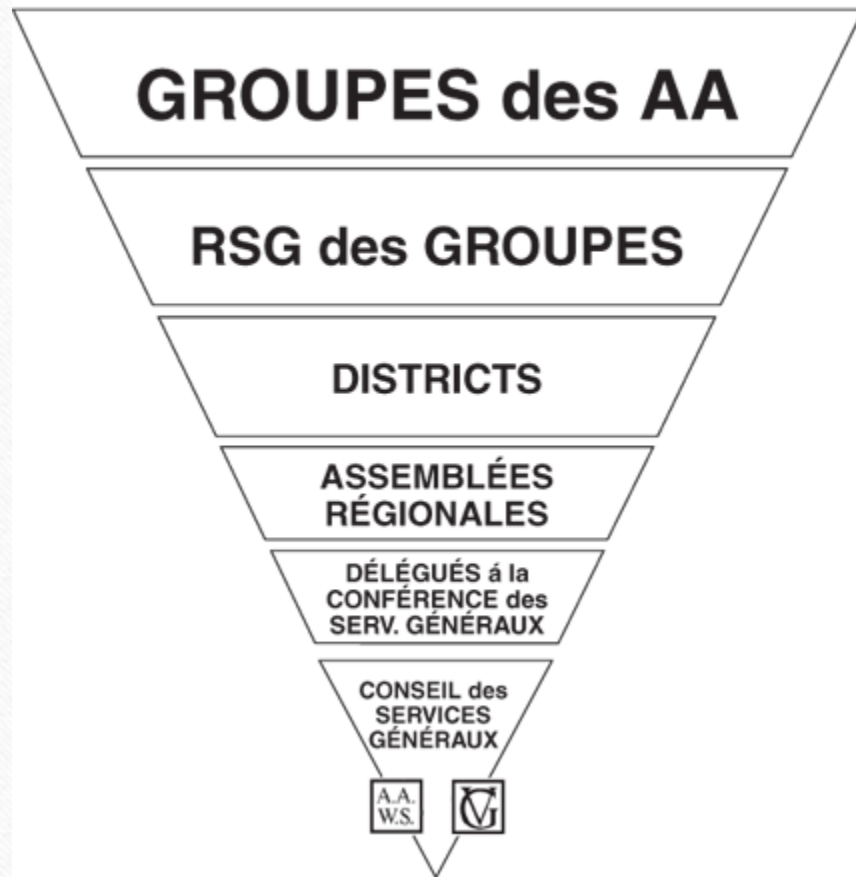 GROUPES des AA
RSG des GROUPES
DISTRICTS
ASSEMBLÉES
RÉGIONALES
DÉLÉGUÉS á la
CONFÉRENCE des
SERV. GÉNÉRAUX
CONSEIL des
SERVICES
GÉNÉRAUX
A.A.
W.S.
GV